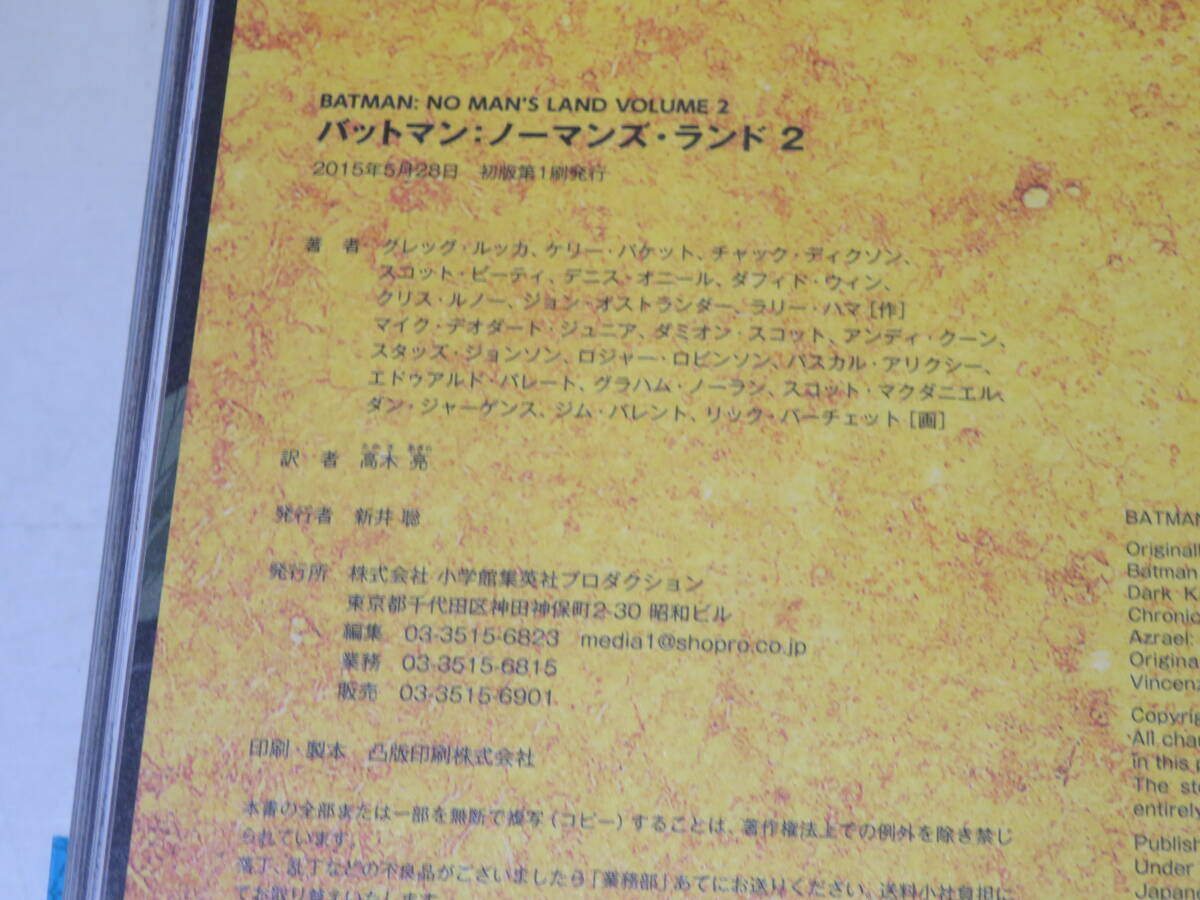 BATMAN: NO MAN'S LAND VOLUME 2
バットマン：ノーマンズ・ランド 2
2015年5月28日　初版第1刷発行
著　者　グレッグ・ルッカ、ケリー・パケット、チャック・ディクソン、
スコット・ビーティ、デニス・オニール、ダフィド・ウィン、
クリス・ルノー、ジョン・オストランダー、ラリー・ハマ［作］
マイク・デオダート・ジュニア、ダミオン・スコット、アンディ・クーン、
スタッズ・ジョンソン、ロジャー・ロビンソン、パスカル・アリクシー、
エドゥアルド・バレート、グラハム・ノーラン、スコット・マクダニエル、
ダン・ジャーゲンス、ジム・バレント、リック・バーチェット［画］
訳　者　高木 亮
発行者　新井 聡
発行所　株式会社 小学館集英社プロダクション
東京都千代田区神田神保町2-30 昭和ビル
編集　03-3515-6823　media1@shopro.co.jp
業務　03-3515-6815
販売　03-3515-6901
印刷・製本　凸版印刷株式会社
本書の全部または一部を無断で複写（コピー）することは、著作権法上での例外を除き禁じ
られています。
落丁、乱丁などの不良品がございましたら「業務部」あてにお送りください。送料小社負担に
てお取り替えいたします。
BATMAN
Originall
Batman
Dark K
Chronic
Azrael
Origina
Vincenz
Copyrig
All char
in this p
The sto
entirely
Publish
Under
Japane